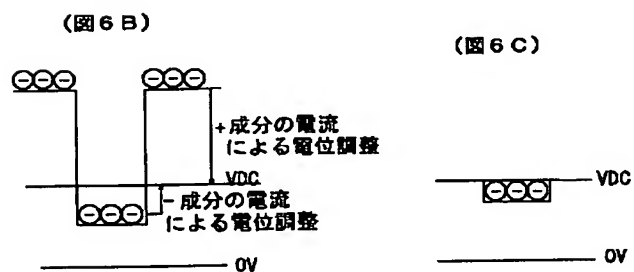 (図6B)
(図6C)
⊖⊖⊖ ⊖⊖⊖
+成分の電流
による電位調整
VDC
⊖⊖⊖
-成分の電流
による電位調整
0V
VDC
⊖⊖⊖
0V